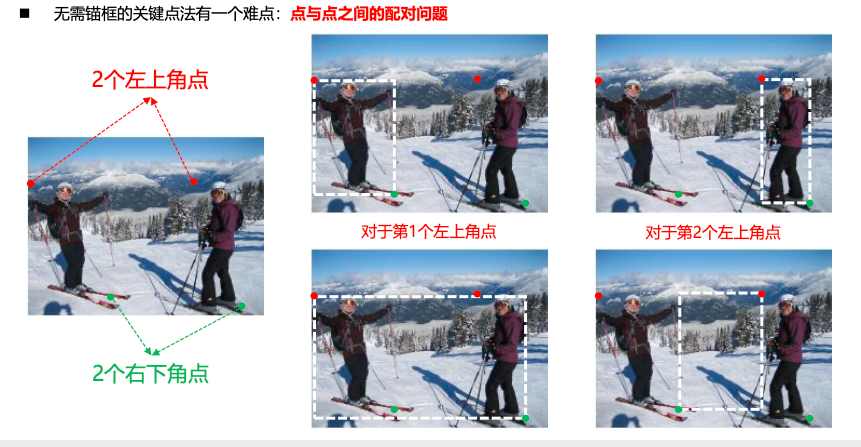 ■ 无需锚框的关键点法有一个难点：点与点之间的配对问题
2个左上角点
对于第1个左上角点
对于第2个左上角点
2个右下角点